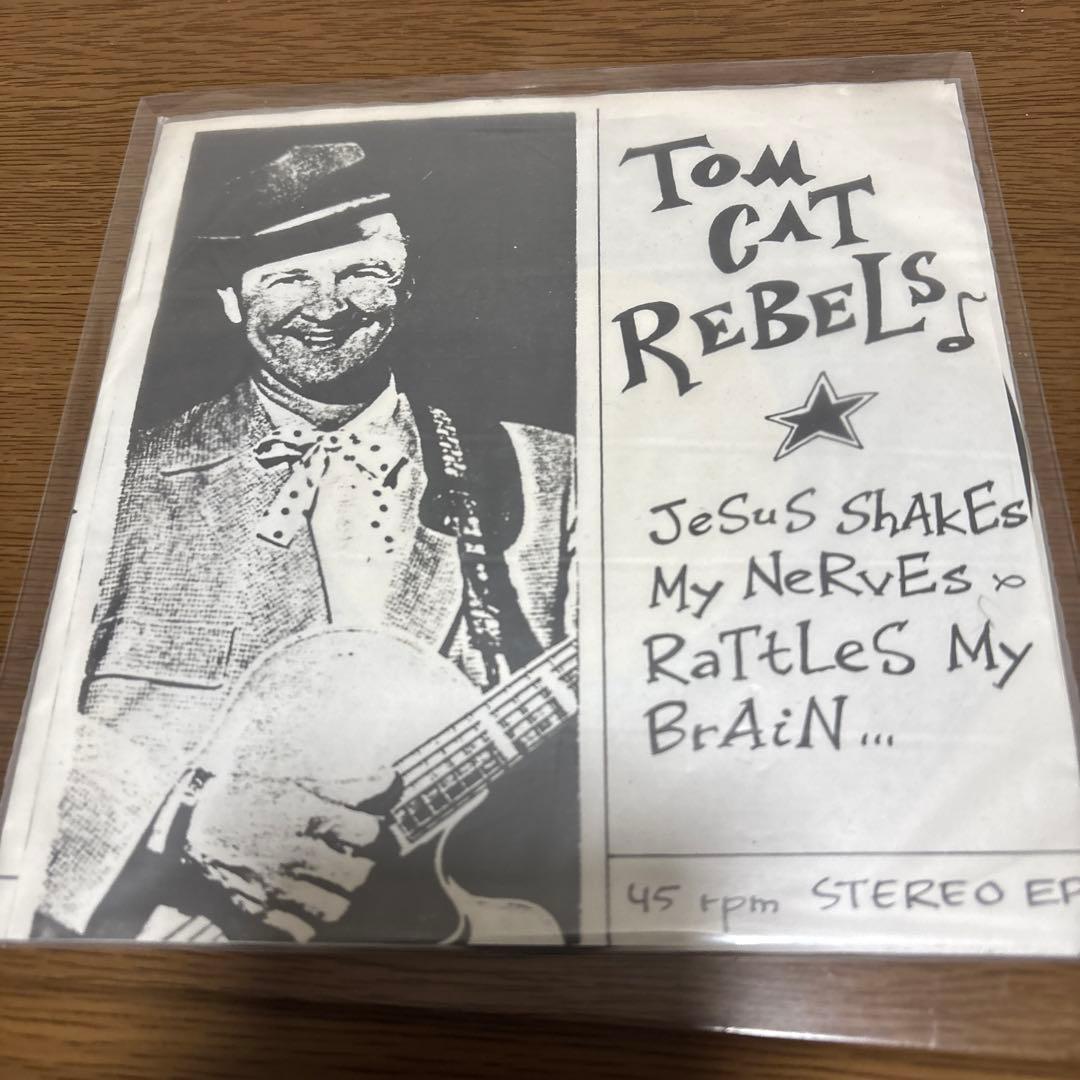 TOM
CAT
REBELS
JeSuS ShAkEs
My NeRvEs &
RaTtLeS My
BrAiN...
45 rpm STEREO EP